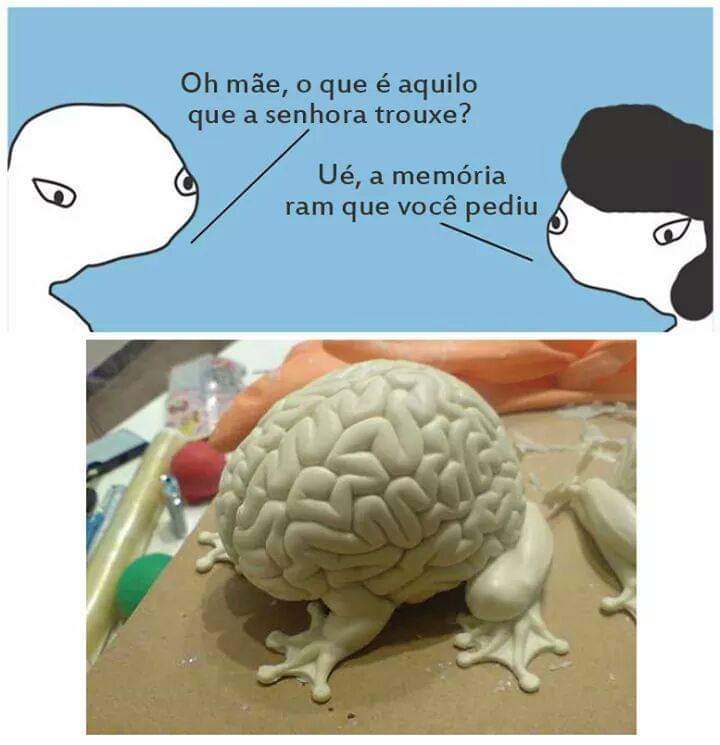 Oh mãe, o que é aquilo
que a senhora trouxe?
Ué, a memória
ram que você pediu